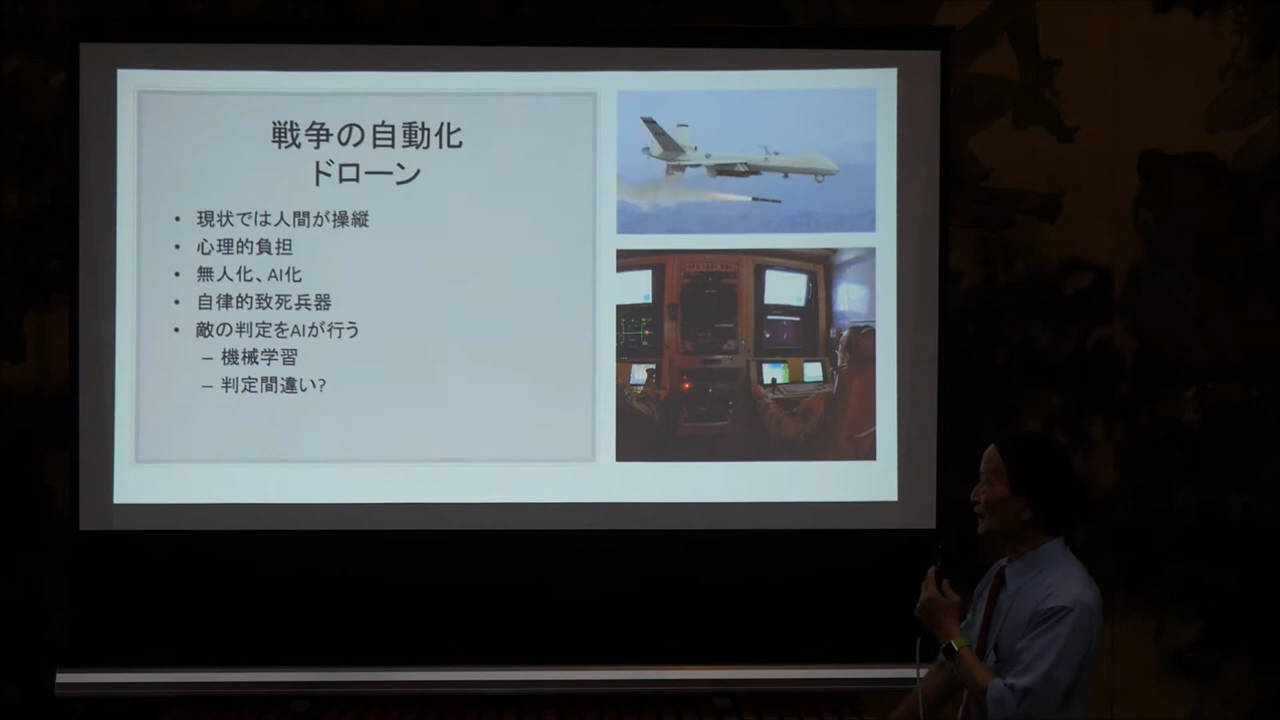 戦争の自動化
ドローン
• 現状では人間が操縦
• 心理的負担
• 無人化、AI化
• 自律的致死兵器
• 敵の判定をAIが行う
– 機械学習
– 判定間違い?